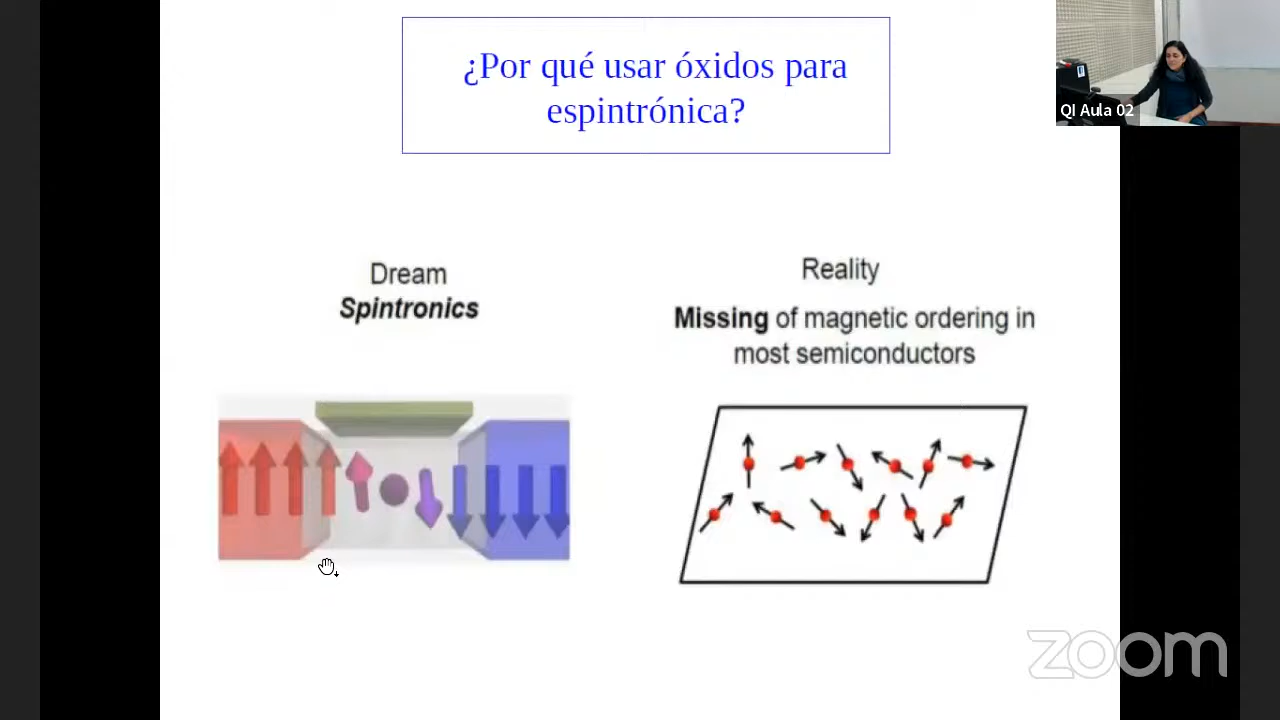 ¿Por qué usar óxidos para
espintrónica?
QI Aula 02
Dream
Spintronics
Reality
Missing of magnetic ordering in
most semiconductors
zoom